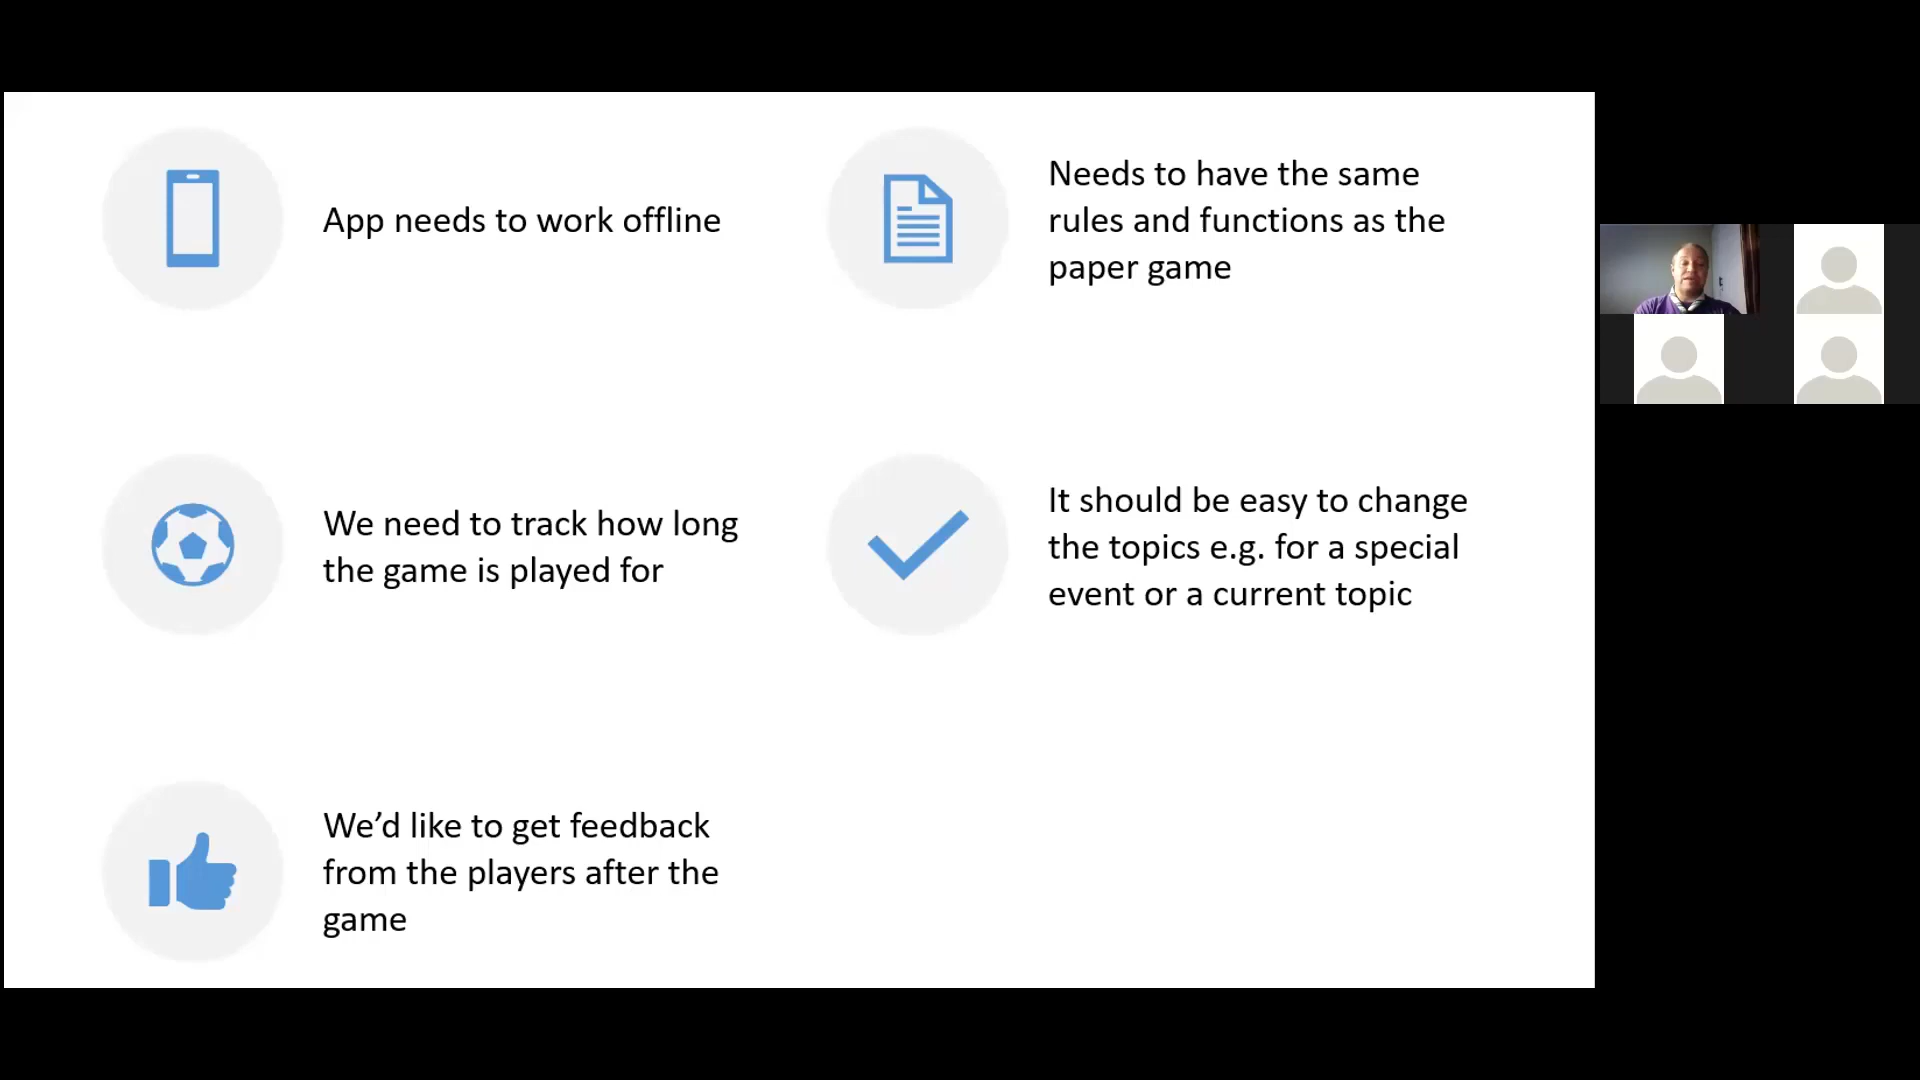 App needs to work offline
Needs to have the same
rules and functions as the
paper game
We need to track how long
the game is played for
It should be easy to change
the topics e.g. for a special
event or a current topic
We’d like to get feedback
from the players after the
game